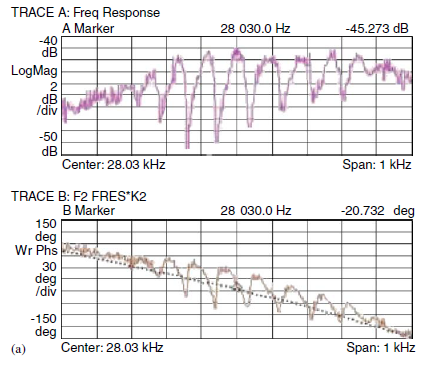 TRACE A: Freq Response
A Marker 28 030.0 Hz -45.273 dB
-40
dB
LogMag
2
dB
/div
-50
dB
Center: 28.03 kHz Span: 1 kHz
TRACE B: F2 FRES*K2
B Marker 28 030.0 Hz -20.732 deg
150
deg
Wr Phs
30
deg
/div
-150
deg
(a) Center: 28.03 kHz Span: 1 kHz